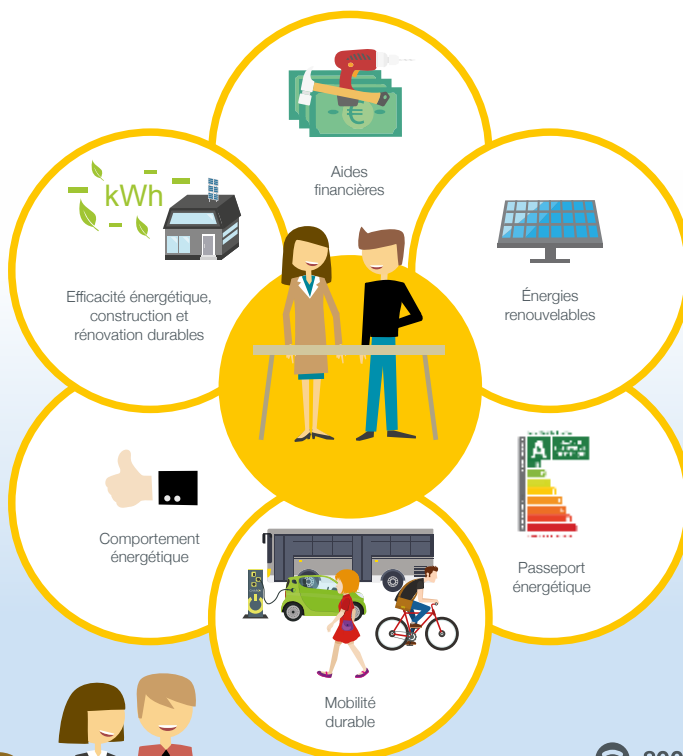 Aides
financières
kWh
Efficacité énergétique,
construction et
rénovation durables
Énergies
renouvelables
Comportement
énergétique
A
Passeport
énergétique
Mobilité
durable